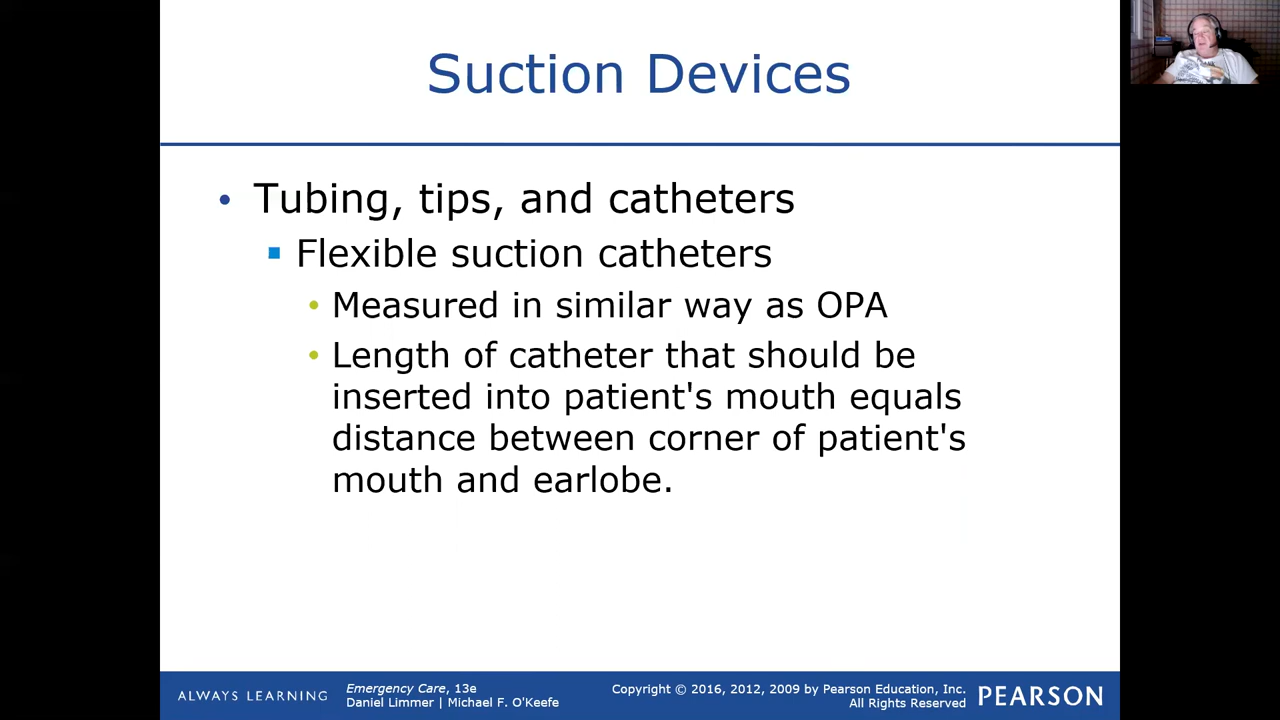 Suction Devices
• Tubing, tips, and catheters
▪ Flexible suction catheters
• Measured in similar way as OPA
• Length of catheter that should be
inserted into patient's mouth equals
distance between corner of patient's
mouth and earlobe.
ALWAYS LEARNING
Emergency Care, 13e
Daniel Limmer | Michael F. O'Keefe
Copyright © 2016, 2012, 2009 by Pearson Education, Inc.
All Rights Reserved
PEARSON